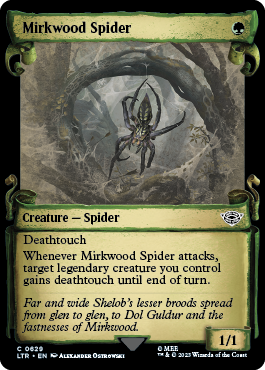 Mirkwood Spider
Creature — Spider
Deathtouch
Whenever Mirkwood Spider attacks,
target legendary creature you control
gains deathtouch until end of turn.
Far and wide Shelob's lesser broods spread
from glen to glen, to Dol Guldur and the
fastnesses of Mirkwood.
1/1
C 0629
LTR • EN ALEXANDER OSTROWSKI
© MEE
™ & © 2023 Wizards of the Coast